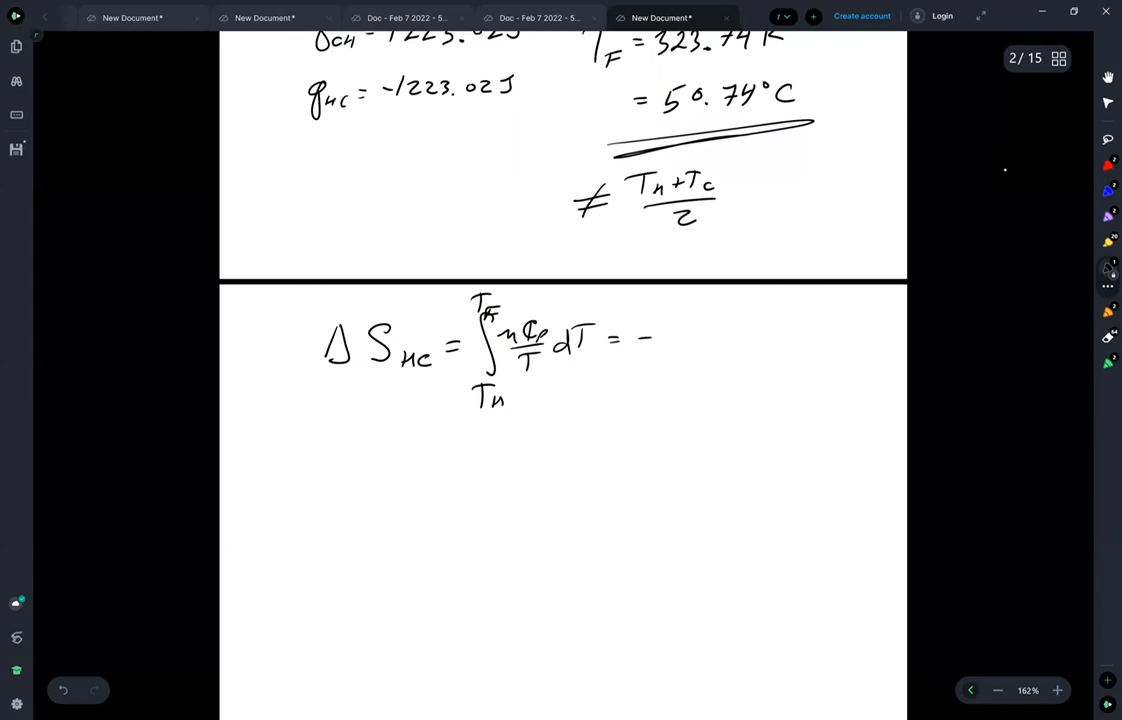 New Document*
New Document*
Doc - Feb 7 2022 - 5...
Doc - Feb 7 2022 - 5...
New Document*
7
Create account
Login
2/15
T_F = 323.74 K
q_HC = -1223.02 J
= 50.74°C
≠ (T_H + T_C)/2
ΔS_HC = ∫_{T_H}^{T_F} nC_P/T dT = -
162%